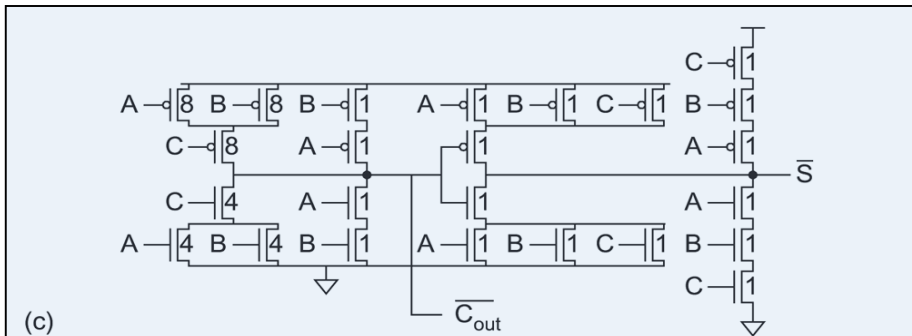 C 1
A 8 B 8 B 1 A 1 B 1 C 1 B 1
C 8 A 1 1 A 1
S̅
C 4 A 1 1 A 1
A 4 B 4 B 1 A 1 B 1 C 1 B 1
C 1
C̅o̅u̅t̅
(c)